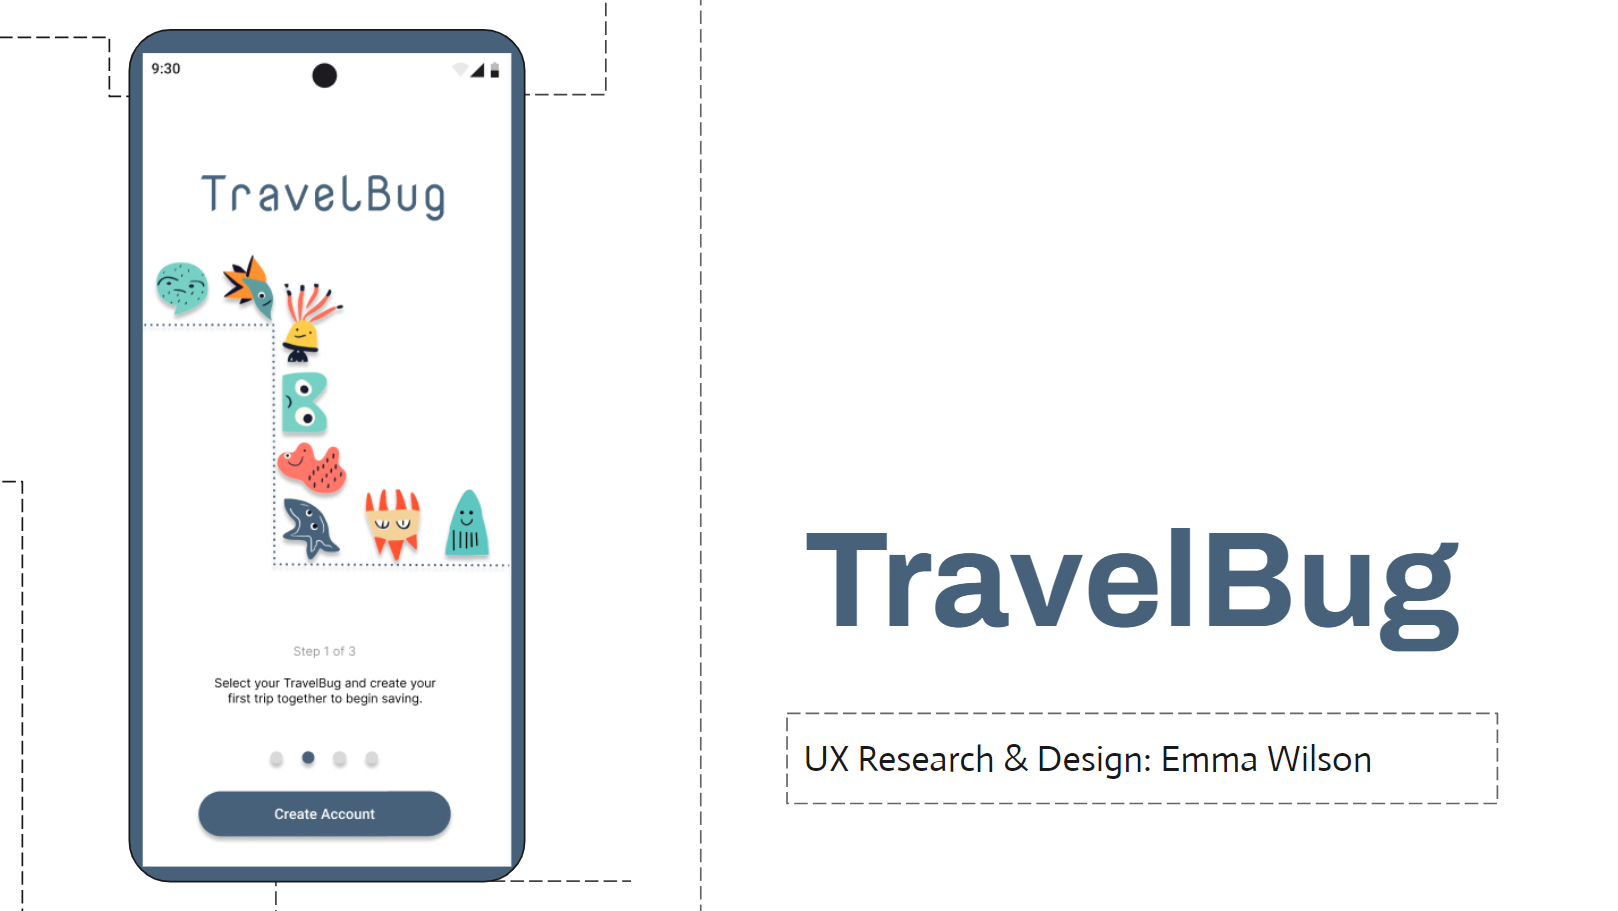 9:30
TravelBug
Step 1 of 3
Select your TravelBug and create your
first trip together to begin saving.
Create Account
TravelBug
UX Research & Design: Emma Wilson